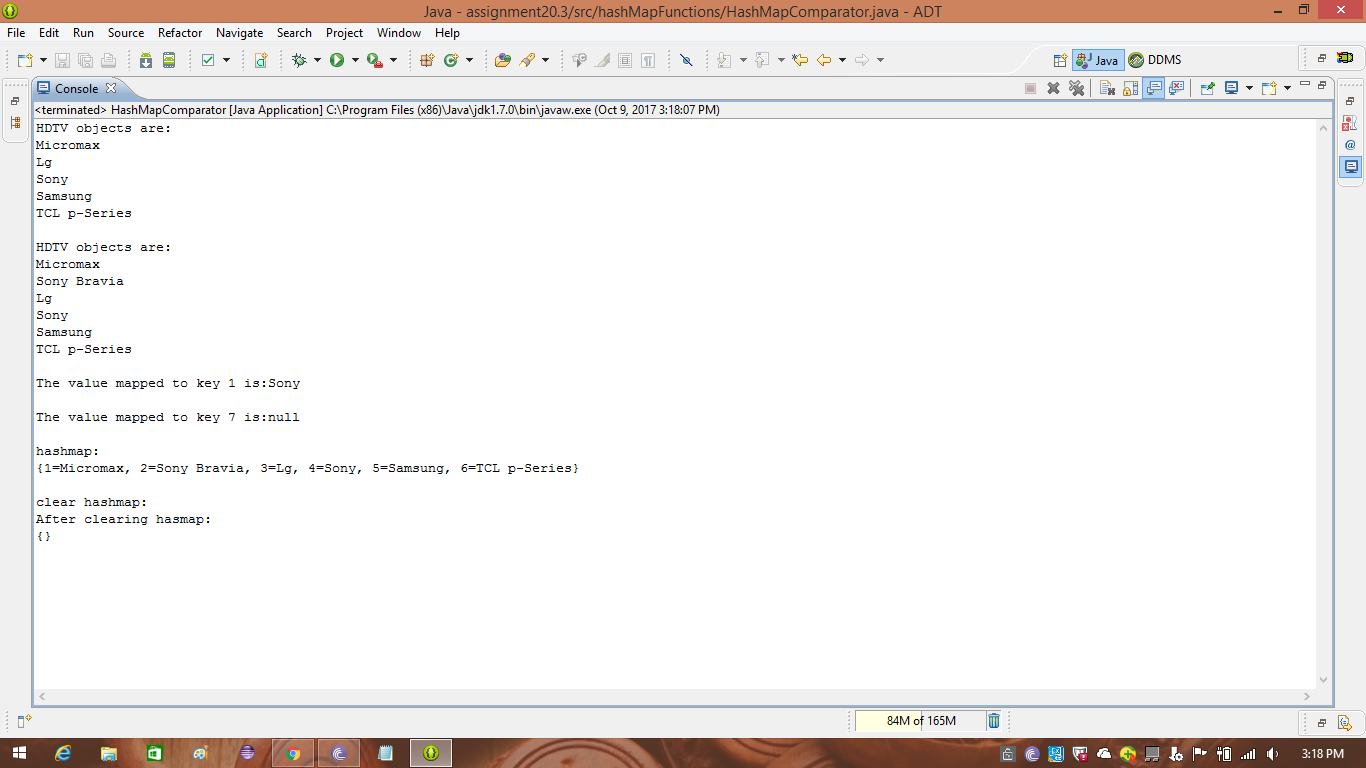 Java - assignment20.3/src/hashMapFunctions/HashMapComparator.java - ADT
File Edit Run Source Refactor Navigate Search Project Window Help
Java DDMS
Console
<terminated> HashMapComparator [Java Application] C:\Program Files (x86)\Java\jdk1.7.0\bin\javaw.exe (Oct 9, 2017 3:18:07 PM)
HDTV objects are:
Micromax
Lg
Sony
Samsung
TCL p-Series
HDTV objects are:
Micromax
Sony Bravia
Lg
Sony
Samsung
TCL p-Series
The value mapped to key 1 is:Sony
The value mapped to key 7 is:null
hashmap:
{1=Micromax, 2=Sony Bravia, 3=Lg, 4=Sony, 5=Samsung, 6=TCL p-Series}
clear hashmap:
After clearing hasmap:
{}
84M of 165M
3:18 PM